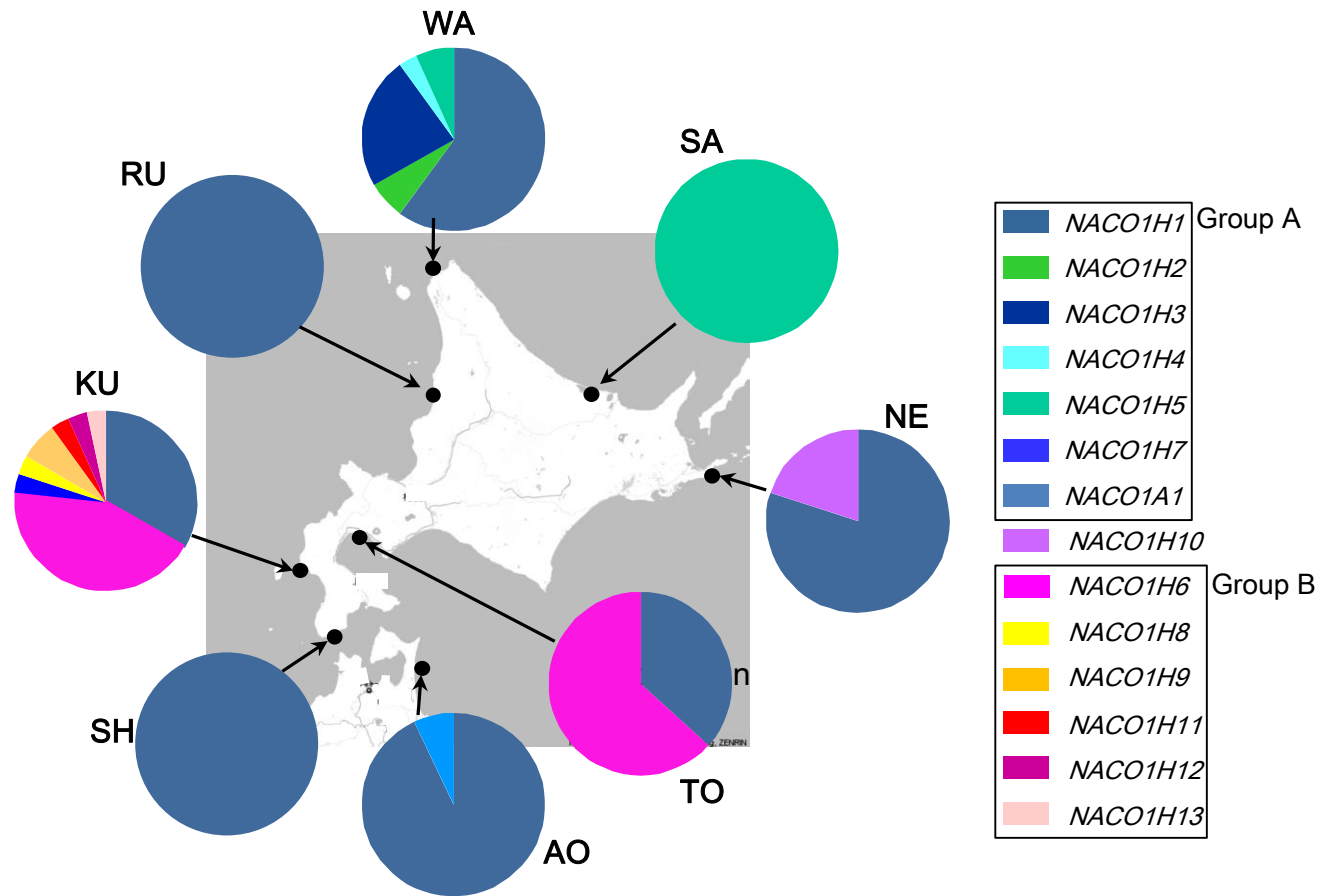 WA
SA
RU
KU
NE
SH
TO
AO
n
ZENRIN
NACO1H1 Group A
NACO1H2
NACO1H3
NACO1H4
NACO1H5
NACO1H7
NACO1A1
NACO1H10
NACO1H6 Group B
NACO1H8
NACO1H9
NACO1H11
NACO1H12
NACO1H13